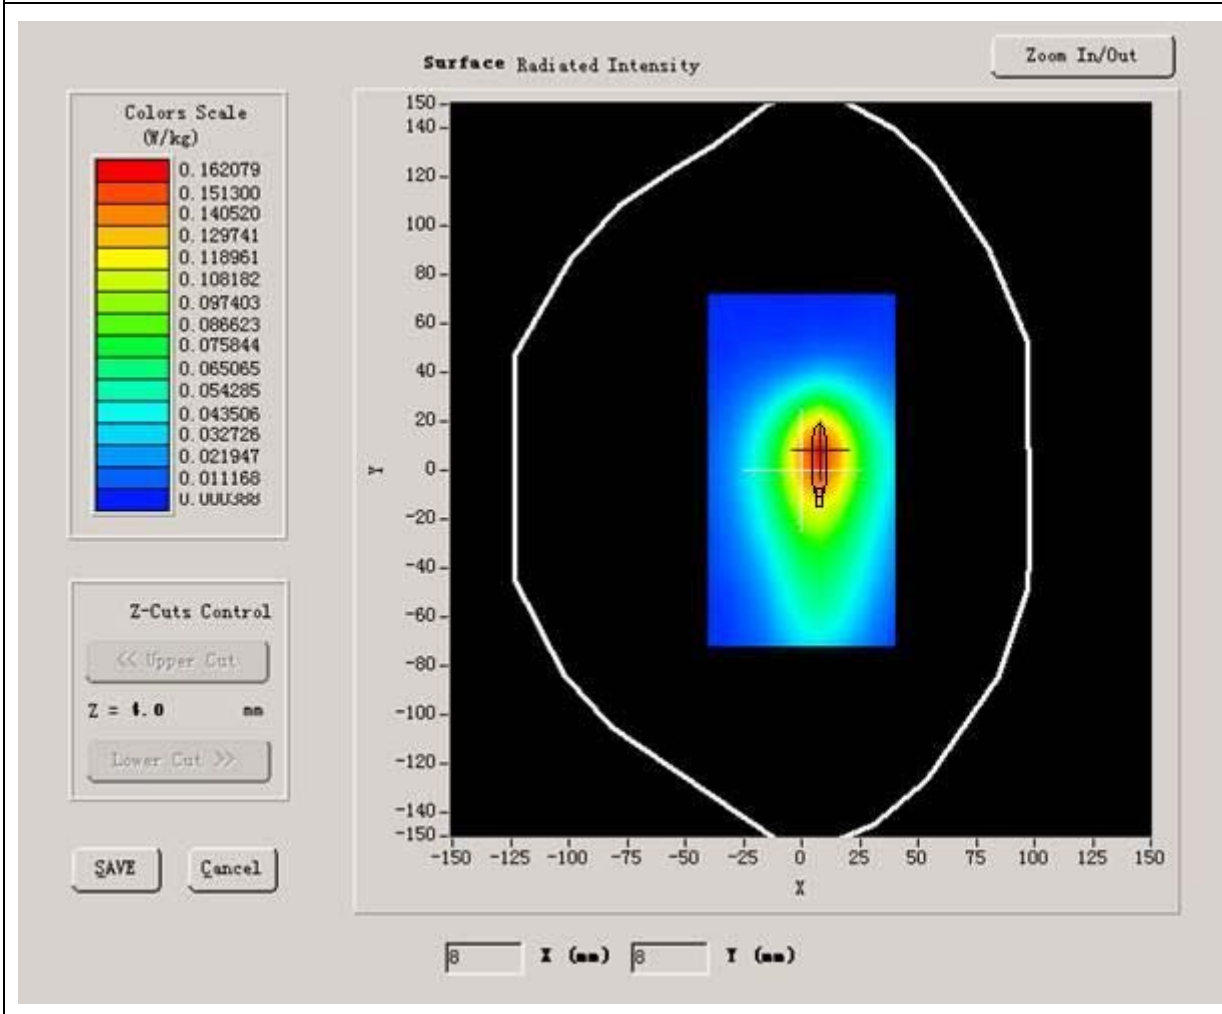 Surface Radiated Intensity
Zoom In/Out
Colors Scale
(W/kg)
0.162079
0.151300
0.140520
0.129741
0.118961
0.108182
0.097403
0.086623
0.075844
0.065065
0.054285
0.043506
0.032726
0.021947
0.011168
0.000388
Z-Cuts Control
<< Upper Cut
Z = 4.0 mm
Lower Cut >>
SAVE
Cancel
150
140
120
100
80
60
40
20
0
-20
-40
-60
-80
-100
-120
-140
-150
Y
-150 -125 -100 -75 -50 -25 0 25 50 75 100 125 150
X
8 X (mm) 8 Y (mm)